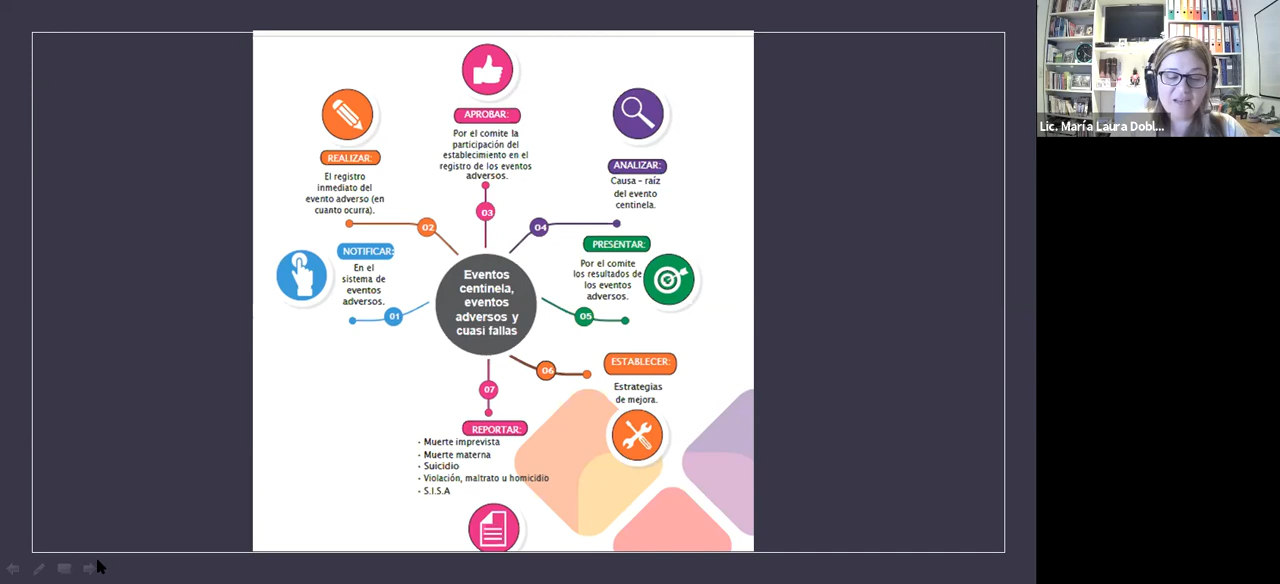 APROBAR:
Por el comite la
participación del
establecimiento en el
registro de los eventos
adversos.
03
REALIZAR:
El registro
inmediato del
evento adverso (en
cuanto ocurra).
02
ANALIZAR:
Causa – raíz
del evento
centinela.
04
NOTIFICAR:
En el
sistema de
eventos
adversos.
01
PRESENTAR:
Por el comite
los resultados de
los eventos
adversos.
05
Eventos
centinela,
eventos
adversos y
cuasi fallas
ESTABLECER:
Estrategias
de mejora.
06
07
REPORTAR:
· Muerte imprevista
· Muerte materna
· Suicidio
· Violación, maltrato u homicidio
· S.I.S.A
Lic. María Laura Dobl...